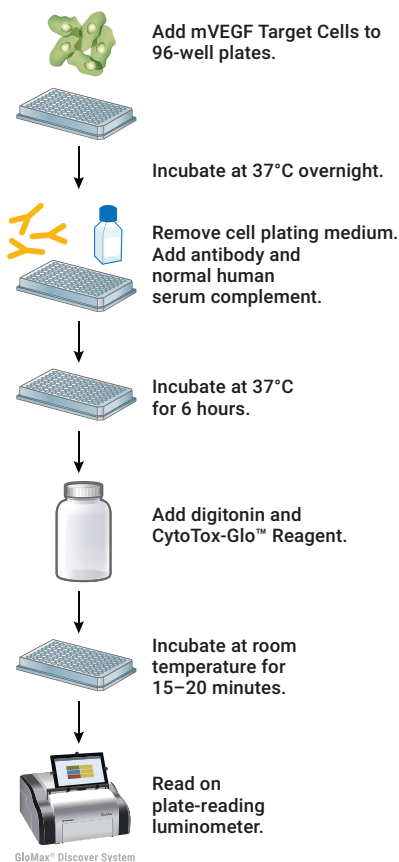 Add mVEGF Target Cells to
96-well plates.
Incubate at 37°C overnight.
Remove cell plating medium.
Add antibody and
normal human
serum complement.
Incubate at 37°C
for 6 hours.
Add digitonin and
CytoTox-Glo™ Reagent.
Incubate at room
temperature for
15–20 minutes.
Read on
plate-reading
luminometer.
GloMax® Discover System